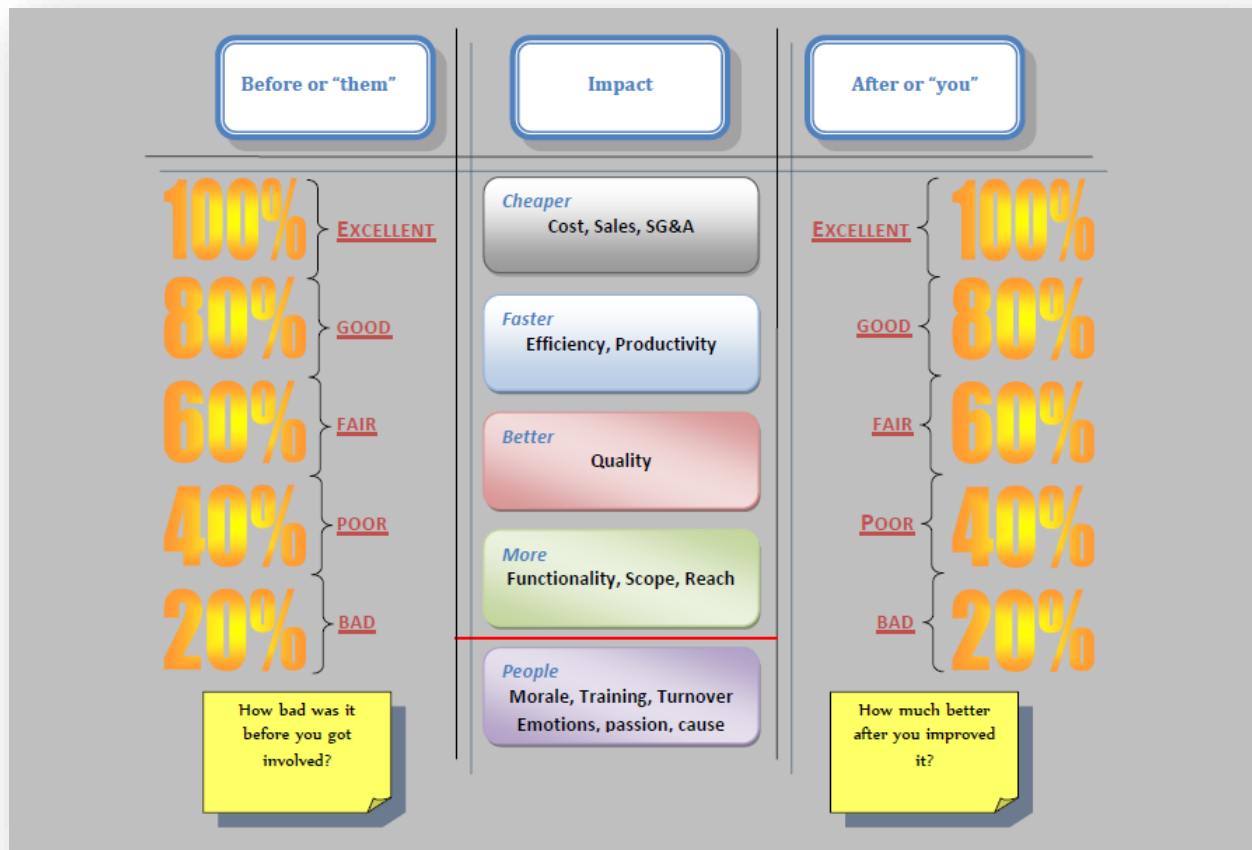 Before or “them”
Impact
After or “you”
100%
EXCELLENT
80%
GOOD
60%
FAIR
40%
POOR
20%
BAD
How bad was it
before you got
involved?
Cheaper
Cost, Sales, SG&A
Faster
Efficiency, Productivity
Better
Quality
More
Functionality, Scope, Reach
People
Morale, Training, Turnover
Emotions, passion, cause
EXCELLENT
100%
GOOD
80%
FAIR
60%
POOR
40%
BAD
20%
How much better
after you improved
it?